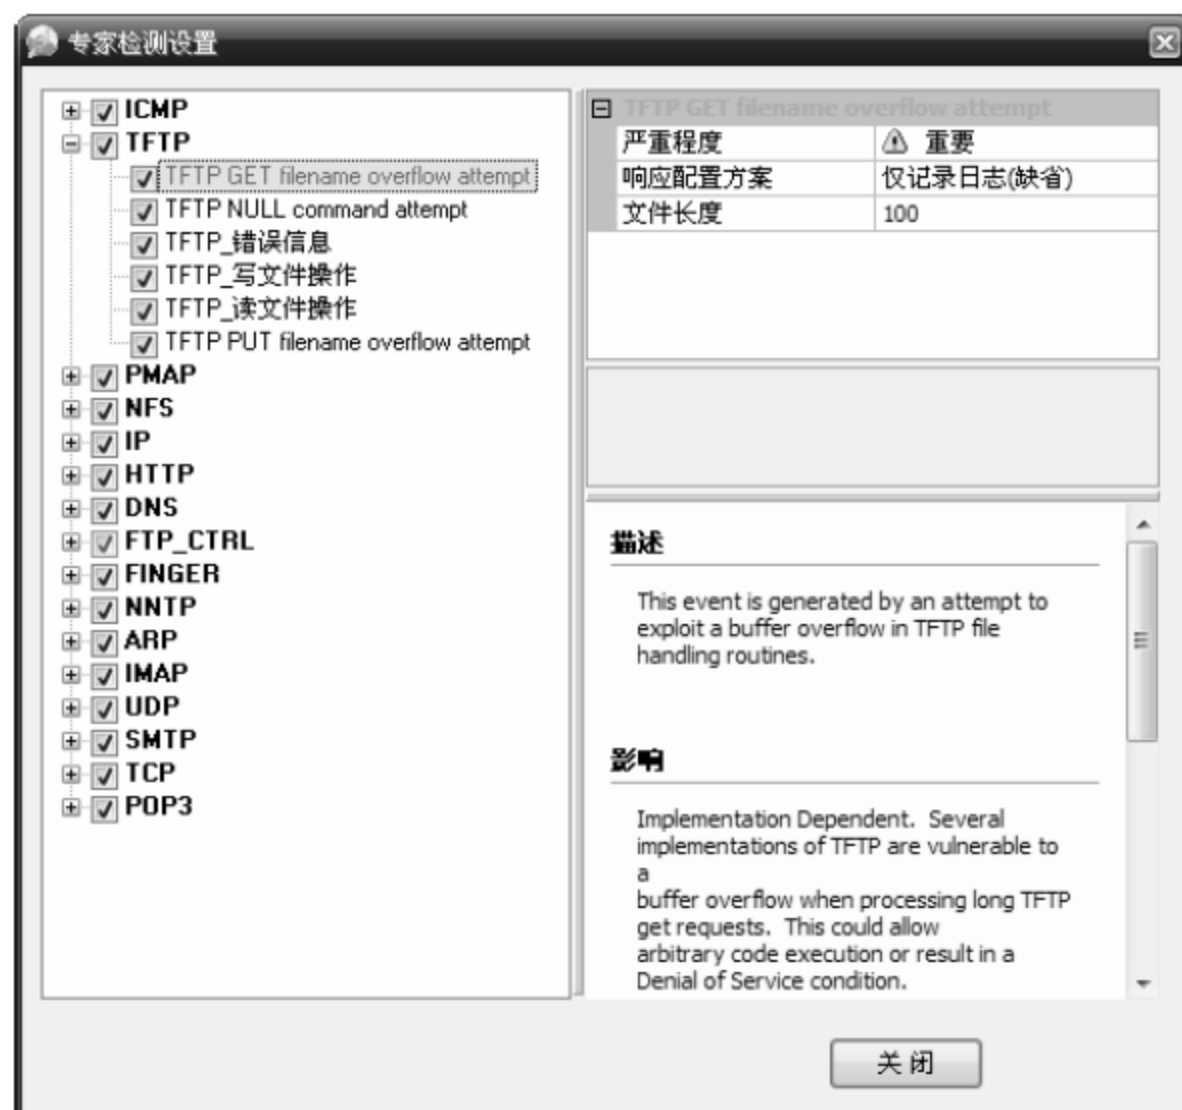 专家检测设置
ICMP
TFTP
TFTP GET filename overflow attempt
TFTP NULL command attempt
TFTP_错误信息
TFTP_写文件操作
TFTP_读文件操作
TFTP PUT filename overflow attempt
PMAP
NFS
IP
HTTP
DNS
FTP_CTRL
FINGER
NNTP
ARP
IMAP
UDP
SMTP
TCP
POP3
TFTP GET filename overflow attempt
严重程度 重要
响应配置方案 仅记录日志(缺省)
文件长度 100
描述
This event is generated by an attempt to
exploit a buffer overflow in TFTP file
handling routines.
影响
Implementation Dependent. Several
implementations of TFTP are vulnerable to
a
buffer overflow when processing long TFTP
get requests. This could allow
arbitrary code execution or result in a
Denial of Service condition.
关闭